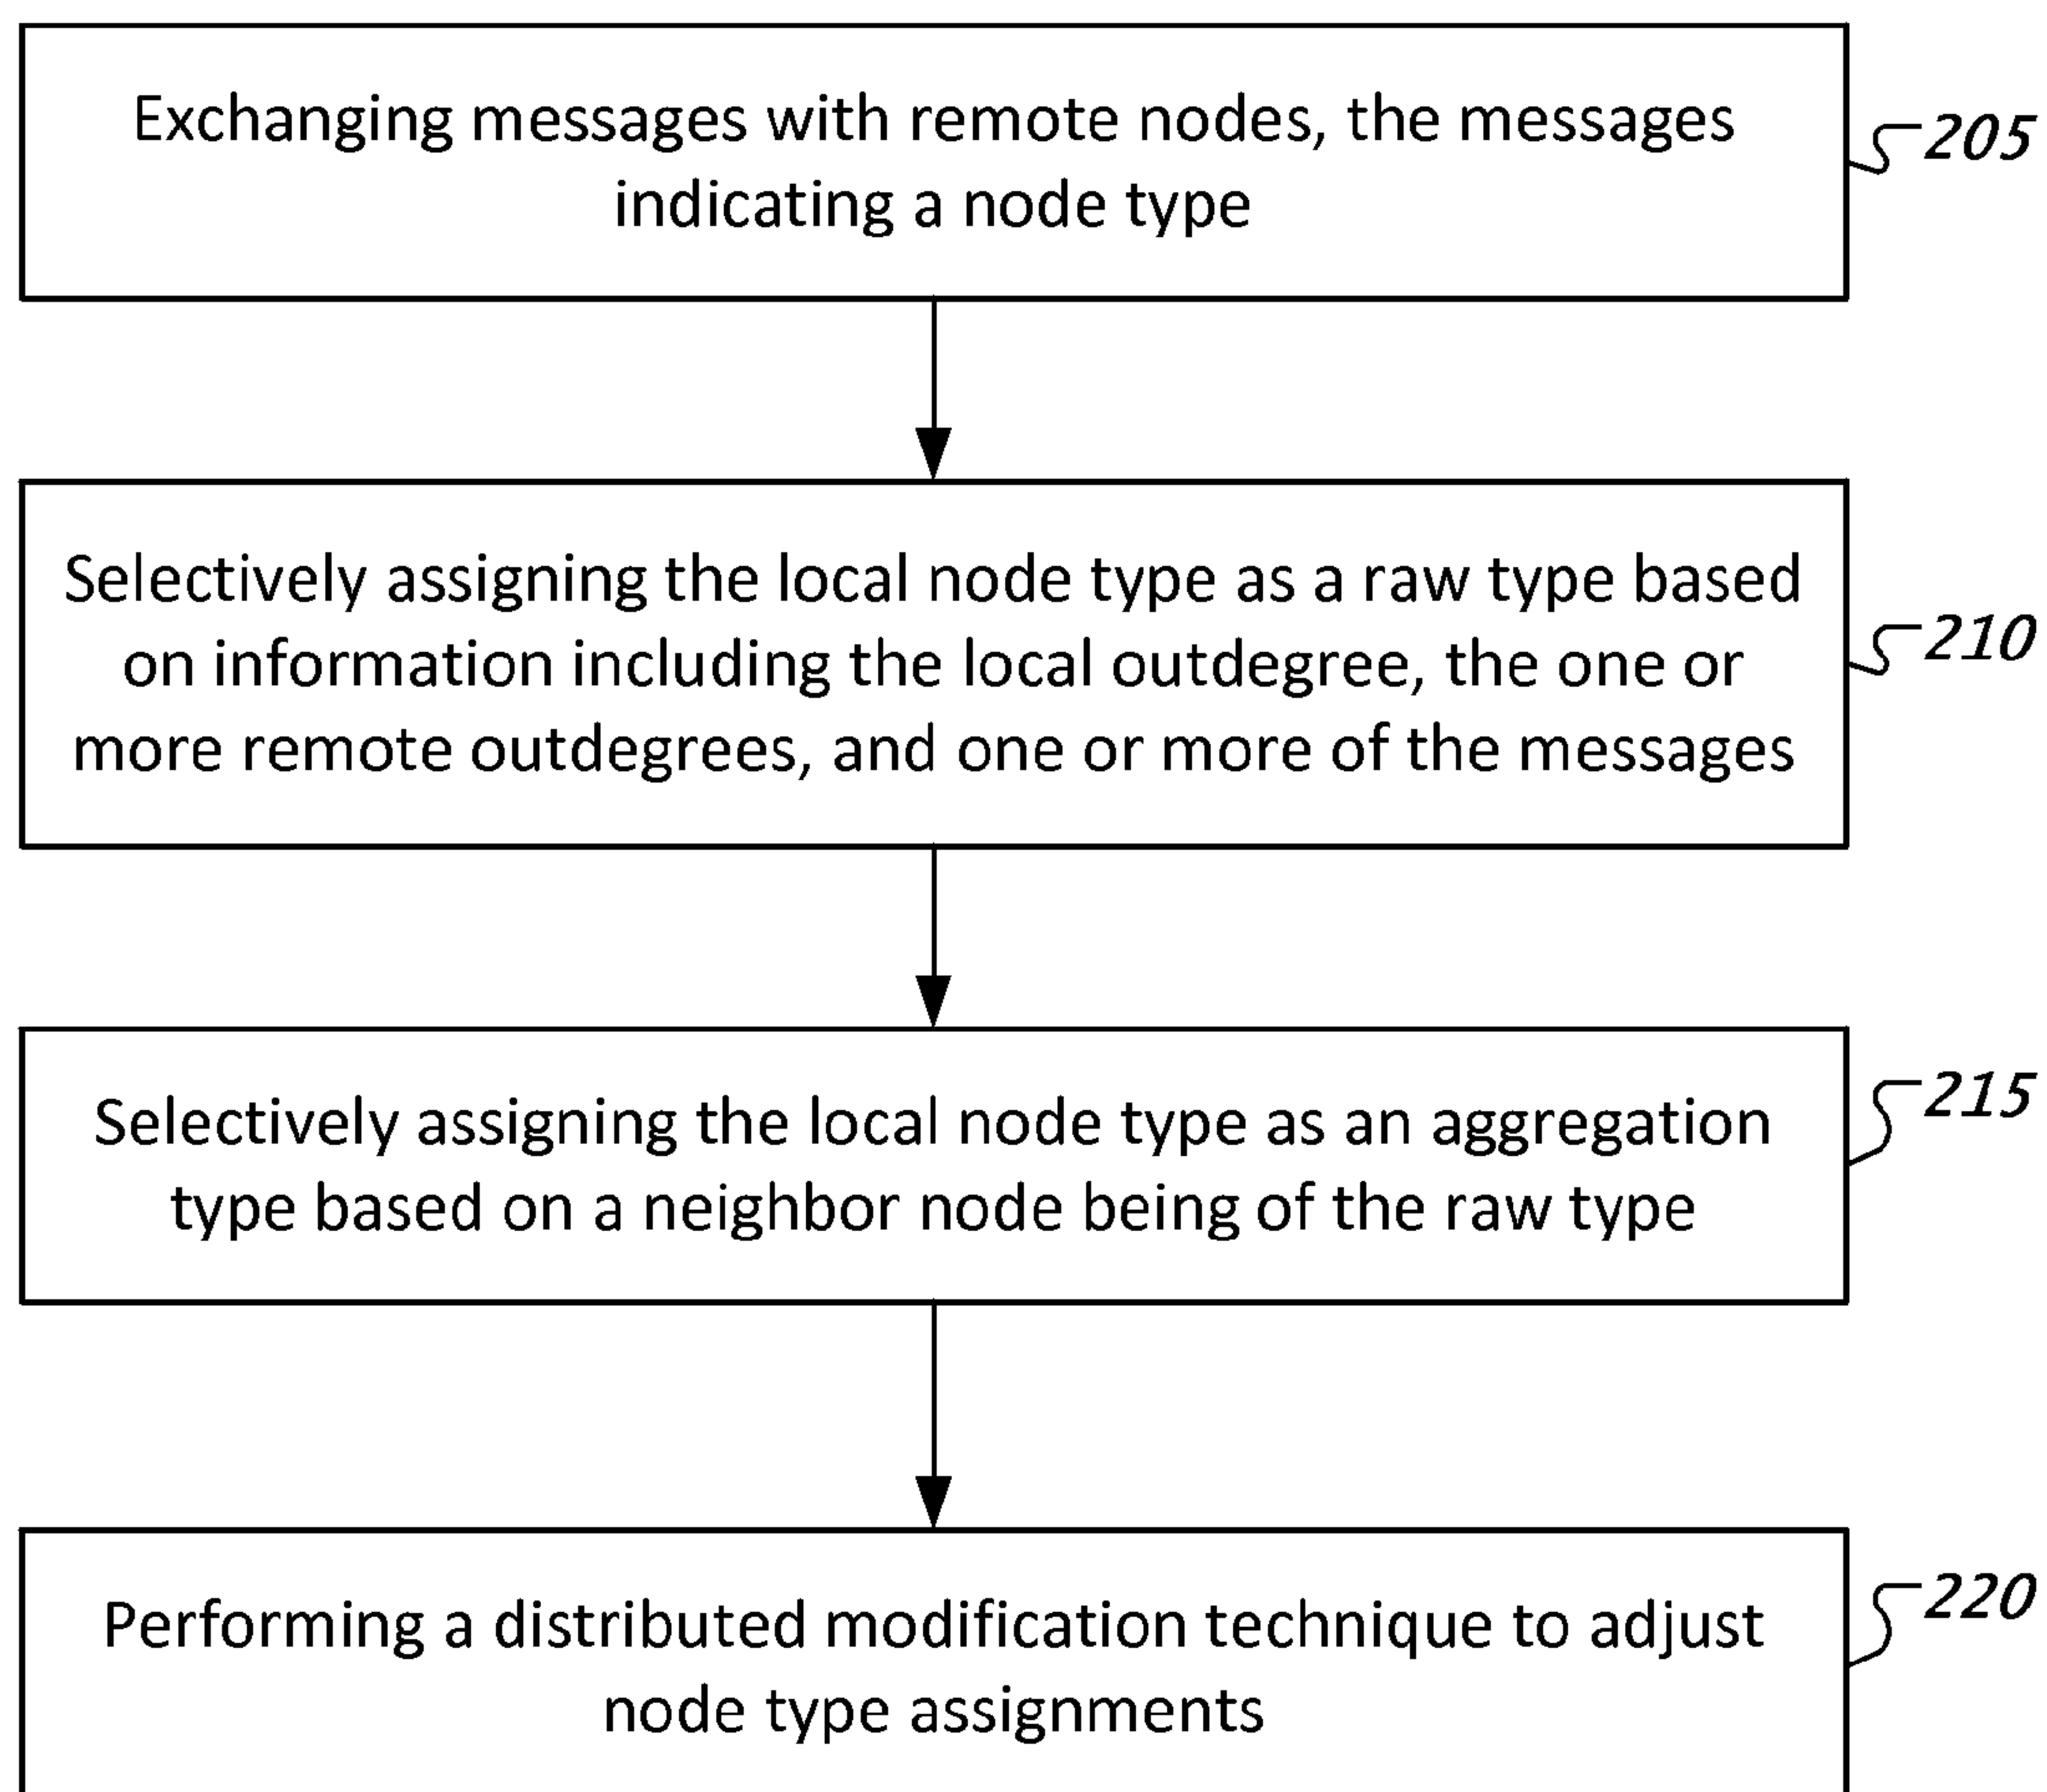 Exchanging messages with remote nodes, the messages
indicating a node type
205
Selectively assigning the local node type as a raw type based
on information including the local outdegree, the one or
more remote outdegrees, and one or more of the messages
210
Selectively assigning the local node type as an aggregation
type based on a neighbor node being of the raw type
215
Performing a distributed modification technique to adjust
node type assignments
220